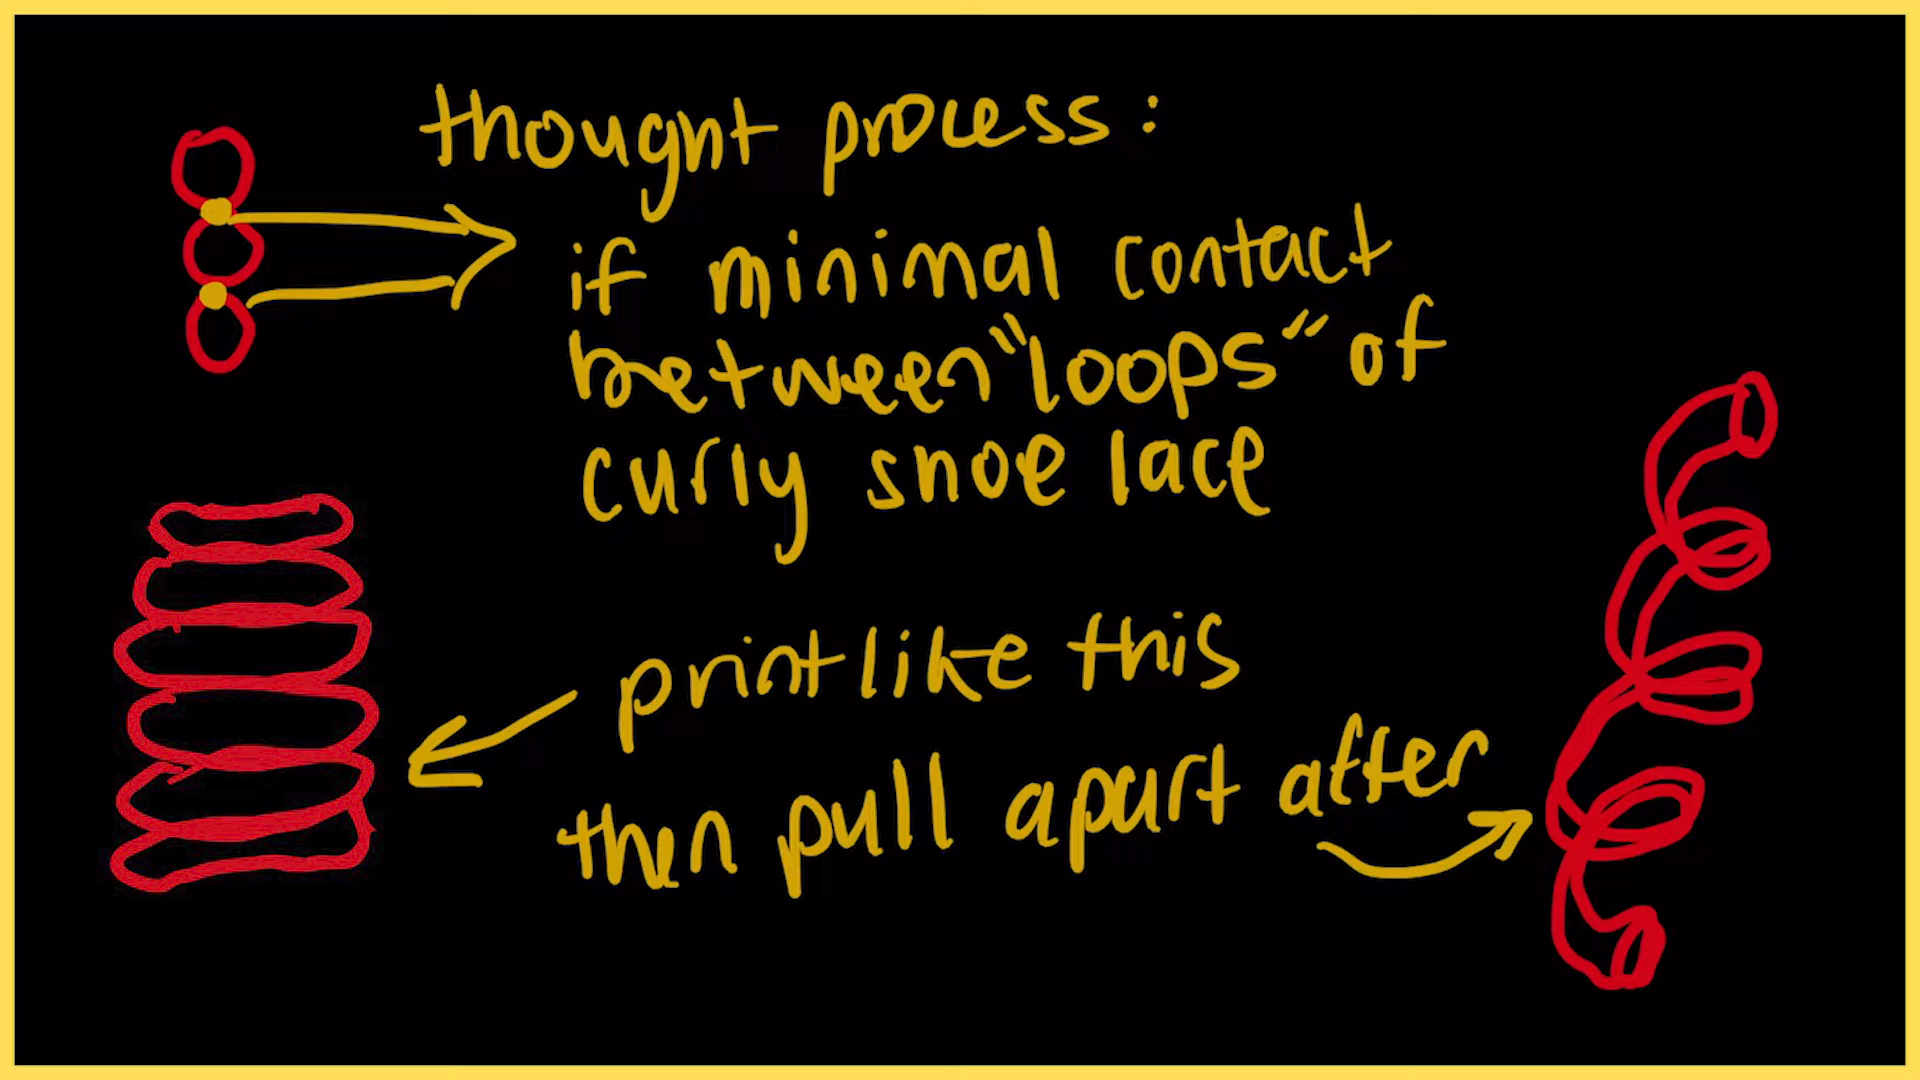 thought process:
if minimal contact
between "loops" of
curly shoe lace
print like this
then pull apart after